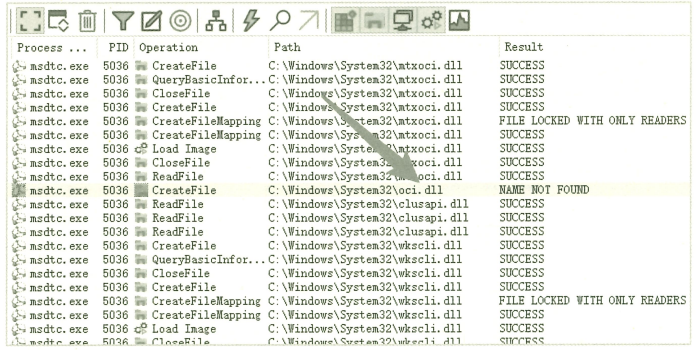 Process ... PID Operation Path Result
msdtc.exe 5036 CreateFile C:\Windows\System32\mtxoci.dll SUCCESS
msdtc.exe 5036 QueryBasicInfor... C:\Windows\System32\mtxoci.dll SUCCESS
msdtc.exe 5036 CloseFile C:\Windows\System32\mtxoci.dll SUCCESS
msdtc.exe 5036 CreateFile C:\Windows\System32\mtxoci.dll SUCCESS
msdtc.exe 5036 CreateFileMapping C:\Windows\System32\mtxoci.dll FILE LOCKED WITH ONLY READERS
msdtc.exe 5036 CreateFileMapping C:\Windows\System32\mtxoci.dll SUCCESS
msdtc.exe 5036 Load Image C:\Windows\System32\mtxoci.dll SUCCESS
msdtc.exe 5036 CloseFile C:\Windows\System32\mtxoci.dll SUCCESS
msdtc.exe 5036 ReadFile C:\Windows\System32\mtxoci.dll SUCCESS
msdtc.exe 5036 CreateFile C:\Windows\System32\oci.dll NAME NOT FOUND
msdtc.exe 5036 ReadFile C:\Windows\System32\clusapi.dll SUCCESS
msdtc.exe 5036 ReadFile C:\Windows\System32\clusapi.dll SUCCESS
msdtc.exe 5036 ReadFile C:\Windows\System32\clusapi.dll SUCCESS
msdtc.exe 5036 CreateFile C:\Windows\System32\wkscli.dll SUCCESS
msdtc.exe 5036 QueryBasicInfor... C:\Windows\System32\wkscli.dll SUCCESS
msdtc.exe 5036 CloseFile C:\Windows\System32\wkscli.dll SUCCESS
msdtc.exe 5036 CreateFile C:\Windows\System32\wkscli.dll SUCCESS
msdtc.exe 5036 CreateFileMapping C:\Windows\System32\wkscli.dll FILE LOCKED WITH ONLY READERS
msdtc.exe 5036 CreateFileMapping C:\Windows\System32\wkscli.dll SUCCESS
msdtc.exe 5036 Load Image C:\Windows\System32\wkscli.dll SUCCESS
msdtc.exe 5036 CloseFile C:\Windows\System32\wkscli.dll SUCCESS